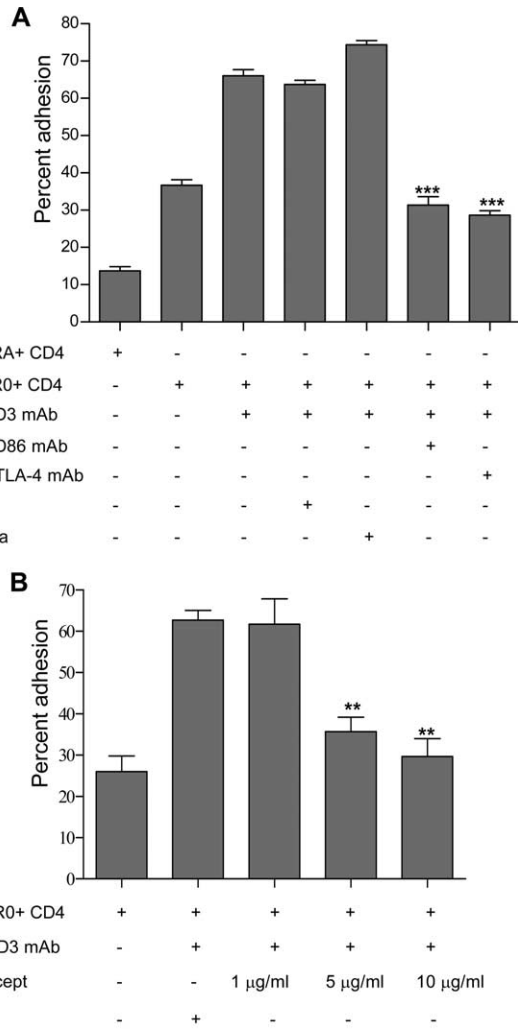 A
80
70
60
50
40
30
20
10
0
Percent adhesion
*** ***
RA+ CD4 + - - - - - -
R0+ CD4 - + + + + + +
D3 mAb - - + + + + +
D86 mAb - - - - - + -
TLA-4 mAb - - - - - - +
- - - + - - -
a - - - - + - -
B
70
60
50
40
30
20
10
0
Percent adhesion
** **
R0+ CD4 + + + + +
D3 mAb - + + + +
cept - - 1 μg/ml 5 μg/ml 10 μg/ml
- + - - -